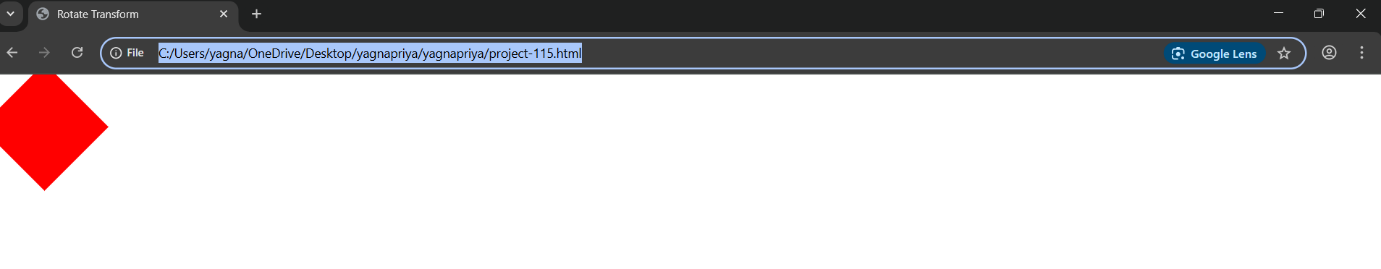 Rotate Transform
File C:/Users/yagna/OneDrive/Desktop/yagnapriya/yagnapriya/project-115.html Google Lens